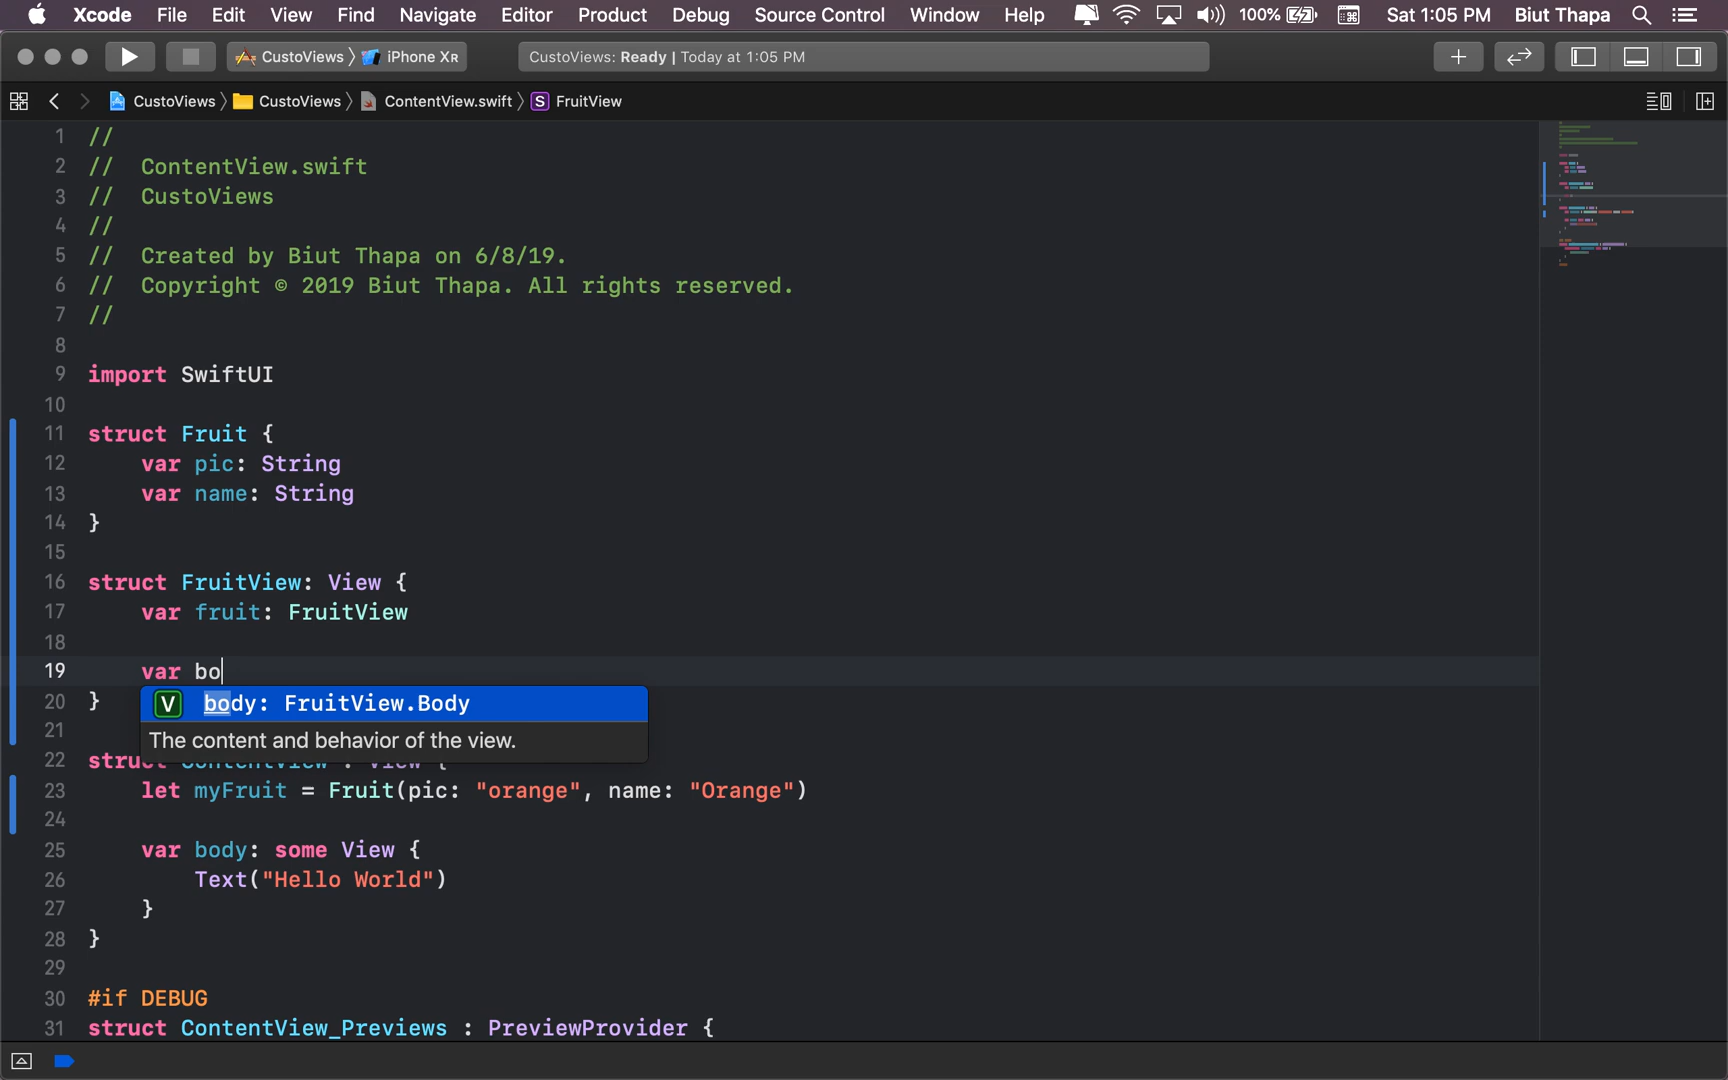 Xcode File Edit View Find Navigate Editor Product Debug Source Control Window Help 100% Sat 1:05 PM Biut Thapa
CustoViews iPhone XR CustoViews: Ready | Today at 1:05 PM
CustoViews CustoViews ContentView.swift S FruitView
1 //
2 // ContentView.swift
3 // CustoViews
4 //
5 // Created by Biut Thapa on 6/8/19.
6 // Copyright © 2019 Biut Thapa. All rights reserved.
7 //
8
9 import SwiftUI
10
11 struct Fruit {
12 var pic: String
13 var name: String
14 }
15
16 struct FruitView: View {
17 var fruit: FruitView
18
19 var bo
20 }
V body: FruitView.Body
21
The content and behavior of the view.
22 struct ContentView : View {
23 let myFruit = Fruit(pic: "orange", name: "Orange")
24
25 var body: some View {
26 Text("Hello World")
27 }
28 }
29
30 #if DEBUG
31 struct ContentView_Previews : PreviewProvider {